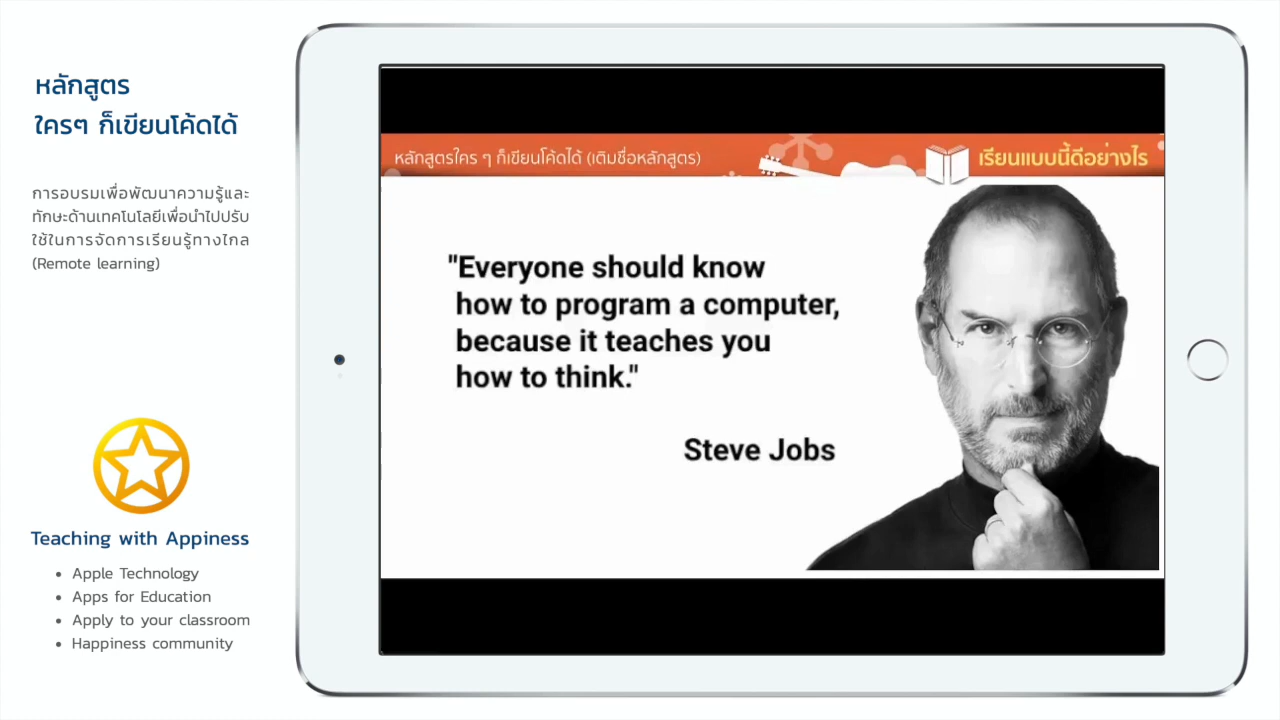 หลักสูตร
ใครๆ ก็เขียนโค้ดได้
การอบรมเพื่อพัฒนาความรู้และ
ทักษะด้านเทคโนโลยีเพื่อนำไปปรับ
ใช้ในการจัดการเรียนรู้ทางไกล
(Remote learning)
Teaching with Appiness
• Apple Technology
• Apps for Education
• Apply to your classroom
• Happiness community
หลักสูตรใคร ๆ ก็เขียนโค้ดได้ (เติมชื่อหลักสูตร)
เรียนแบบนี้ดีอย่างไร
"Everyone should know
how to program a computer,
because it teaches you
how to think."
Steve Jobs